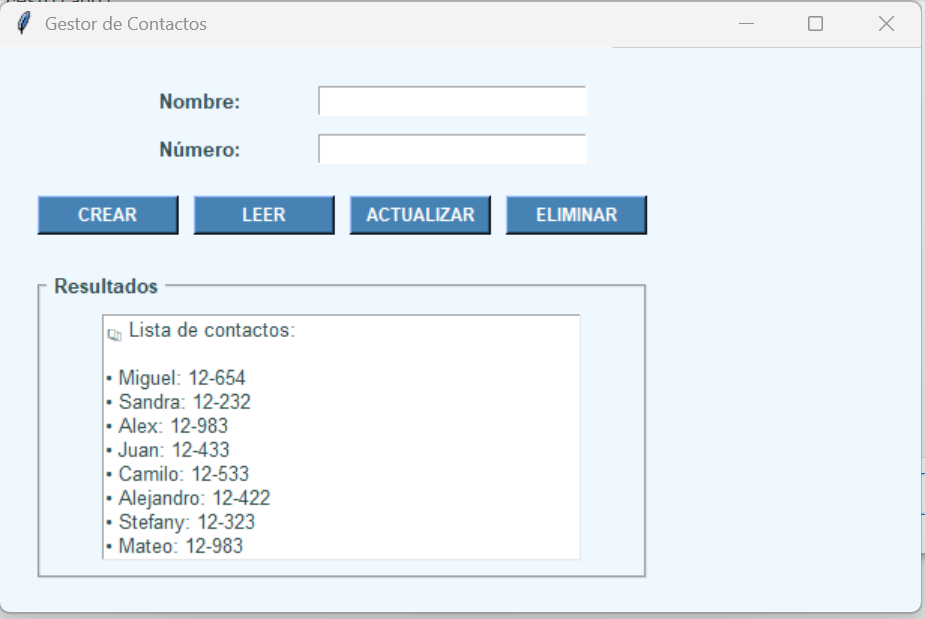 Gestor de Contactos
Nombre:
Número:
CREAR LEER ACTUALIZAR ELIMINAR
Resultados
Lista de contactos:
• Miguel: 12-654
• Sandra: 12-232
• Alex: 12-983
• Juan: 12-433
• Camilo: 12-533
• Alejandro: 12-422
• Stefany: 12-323
• Mateo: 12-983